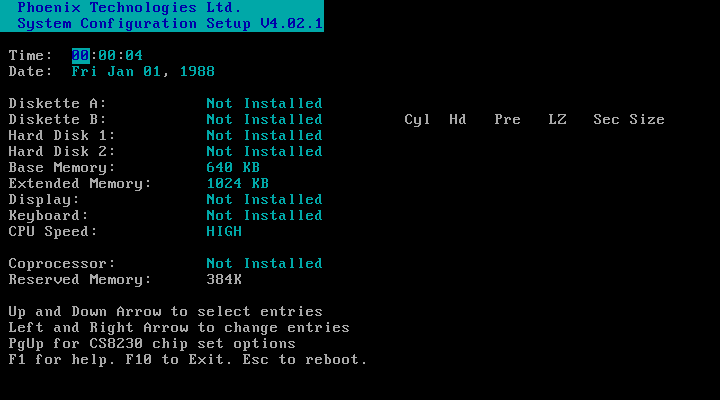 Phoenix Technologies Ltd.
System Configuration Setup V4.02.1
Time: 00:00:04
Date: Fri Jan 01, 1988
Diskette A: Not Installed
Diskette B: Not Installed Cyl Hd Pre LZ Sec Size
Hard Disk 1: Not Installed
Hard Disk 2: Not Installed
Base Memory: 640 KB
Extended Memory: 1024 KB
Display: Not Installed
Keyboard: Not Installed
CPU Speed: HIGH
Coprocessor: Not Installed
Reserved Memory: 384K
Up and Down Arrow to select entries
Left and Right Arrow to change entries
PgUp for CS8230 chip set options
F1 for help. F10 to Exit. Esc to reboot.